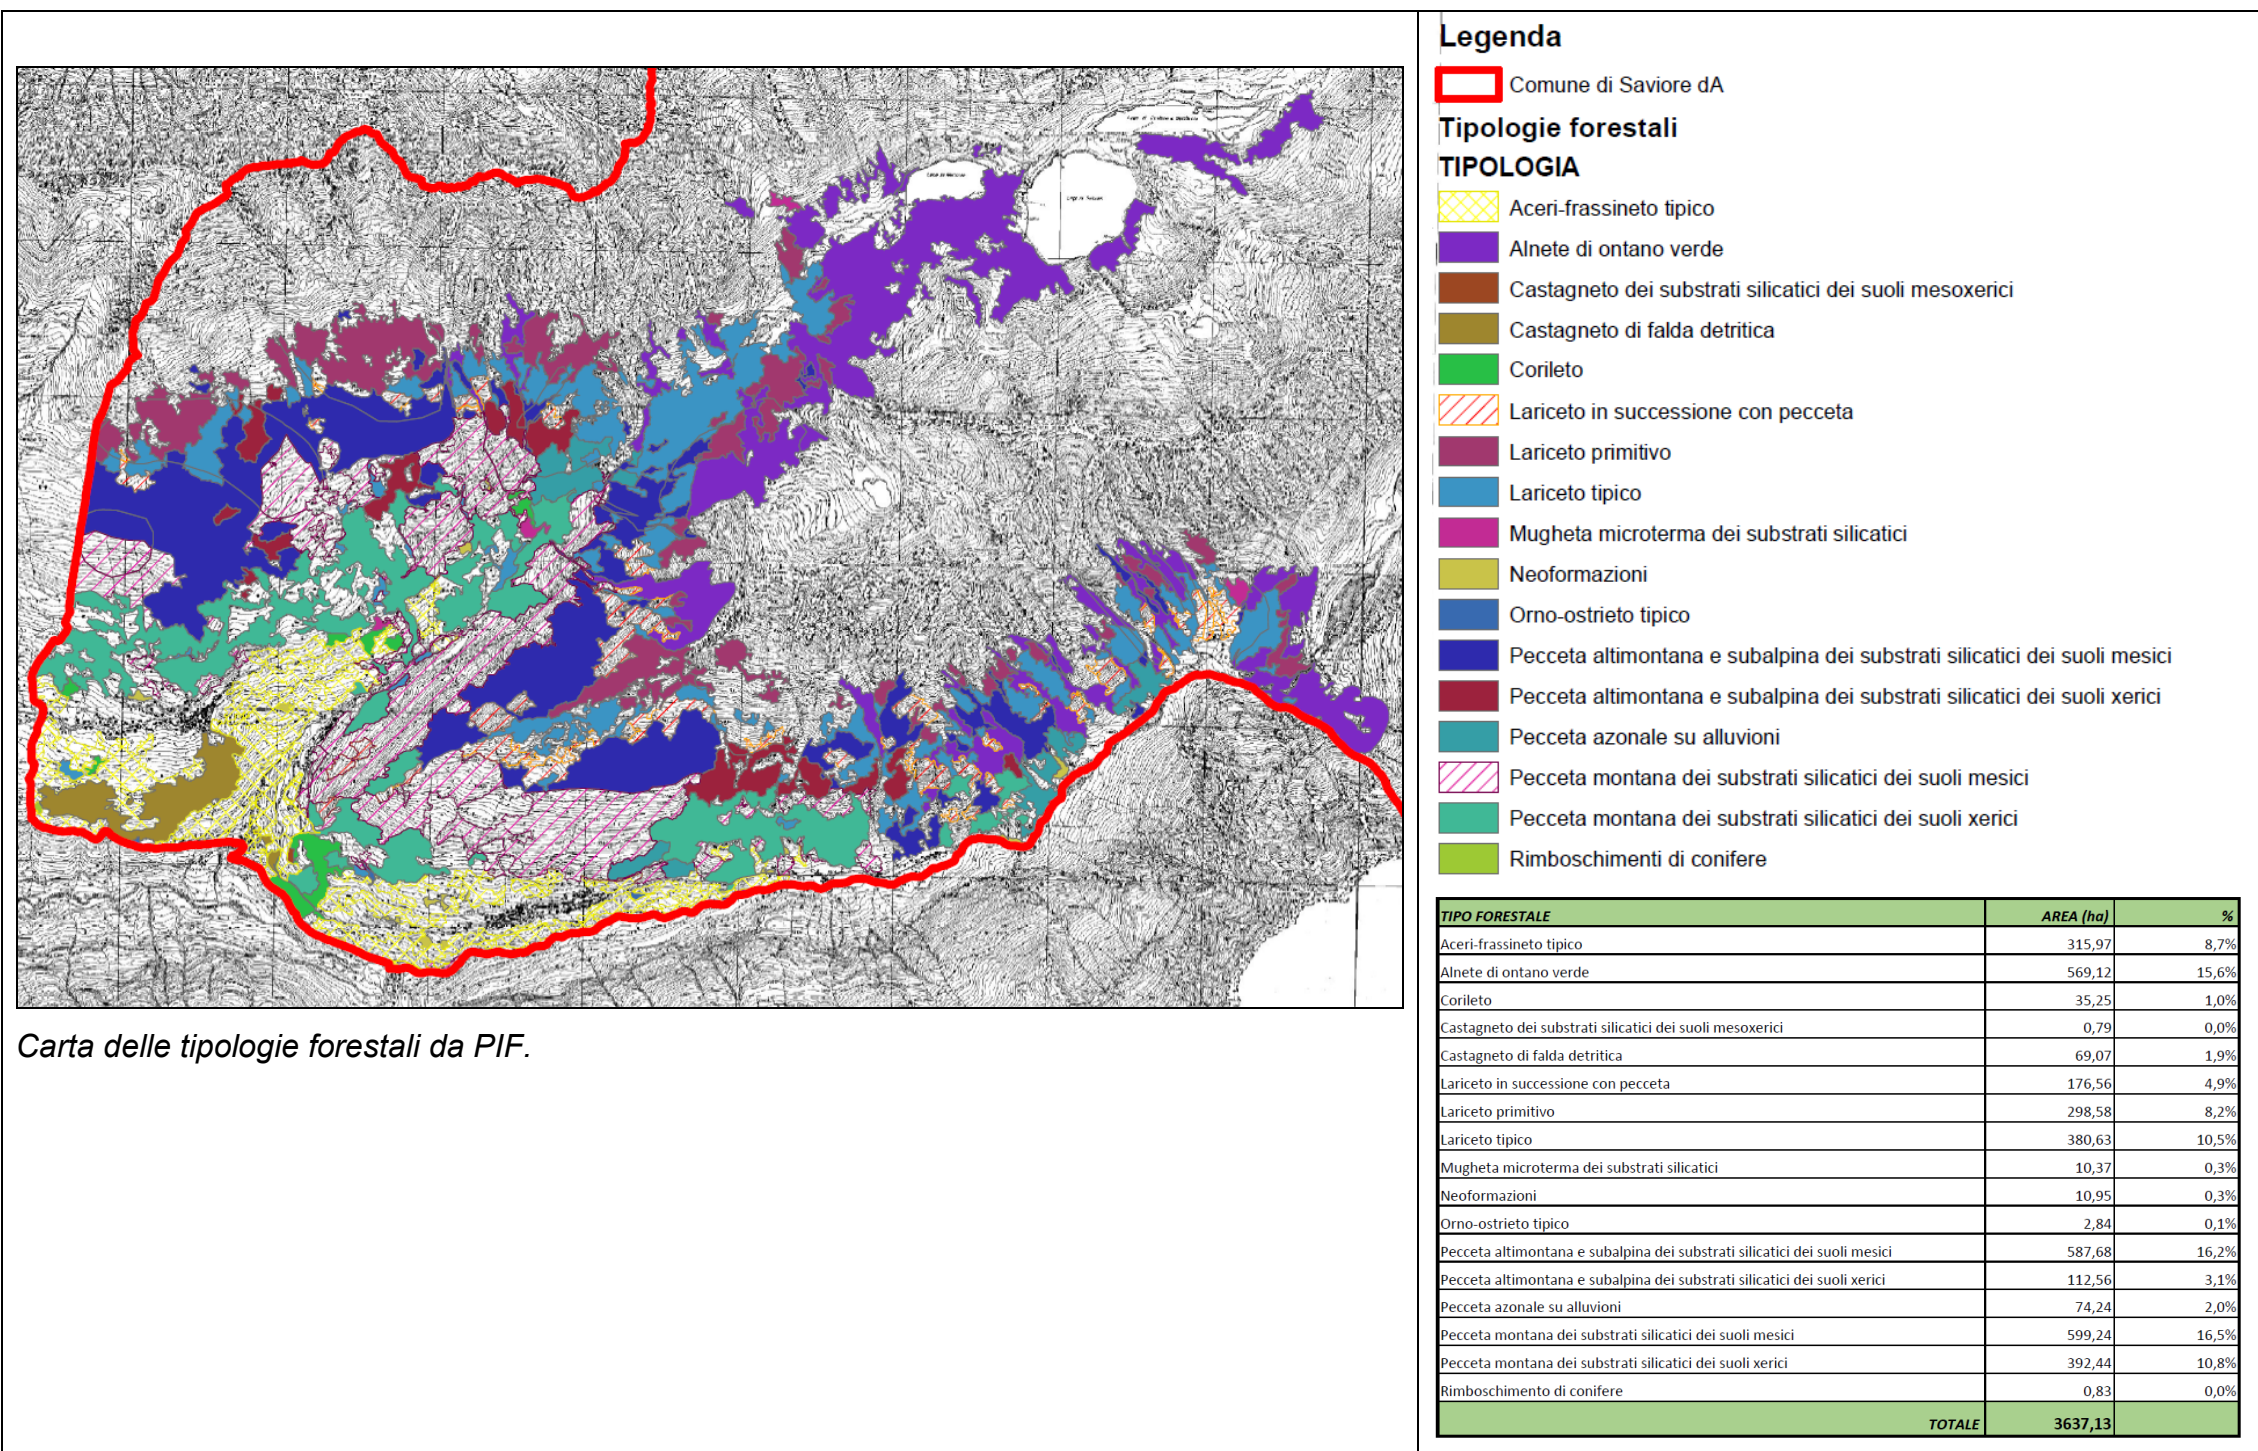 Carta delle tipologie forestali da PIF.
Legenda
Comune di Saviore dA
Tipologie forestali
TIPOLOGIA
Aceri-frassineto tipico
Alnete di ontano verde
Castagneto dei substrati silicatici dei suoli mesoxerici
Castagneto di falda detritica
Corileto
Lariceto in successione con pecceta
Lariceto primitivo
Lariceto tipico
Mugheta microterma dei substrati silicatici
Neoformazioni
Orno-ostrieto tipico
Pecceta altimontana e subalpina dei substrati silicatici dei suoli mesici
Pecceta altimontana e subalpina dei substrati silicatici dei suoli xerici
Pecceta azonale su alluvioni
Pecceta montana dei substrati silicatici dei suoli mesici
Pecceta montana dei substrati silicatici dei suoli xerici
Rimboschimenti di conifere
TIPO FORESTALE AREA (ha) %
Aceri-frassineto tipico 315,97 8,7%
Alnete di ontano verde 569,12 15,6%
Corileto 35,25 1,0%
Castagneto dei substrati silicatici dei suoli mesoxerici 0,79 0,0%
Castagneto di falda detritica 69,07 1,9%
Lariceto in successione con pecceta 176,56 4,9%
Lariceto primitivo 298,58 8,2%
Lariceto tipico 380,63 10,5%
Mugheta microterma dei substrati silicatici 10,37 0,3%
Neoformazioni 10,95 0,3%
Orno-ostrieto tipico 2,84 0,1%
Pecceta altimontana e subalpina dei substrati silicatici dei suoli mesici 587,68 16,2%
Pecceta altimontana e subalpina dei substrati silicatici dei suoli xerici 112,56 3,1%
Pecceta azonale su alluvioni 74,24 2,0%
Pecceta montana dei substrati silicatici dei suoli mesici 599,24 16,5%
Pecceta montana dei substrati silicatici dei suoli xerici 392,44 10,8%
Rimboschimento di conifere 0,83 0,0%
TOTALE 3637,13